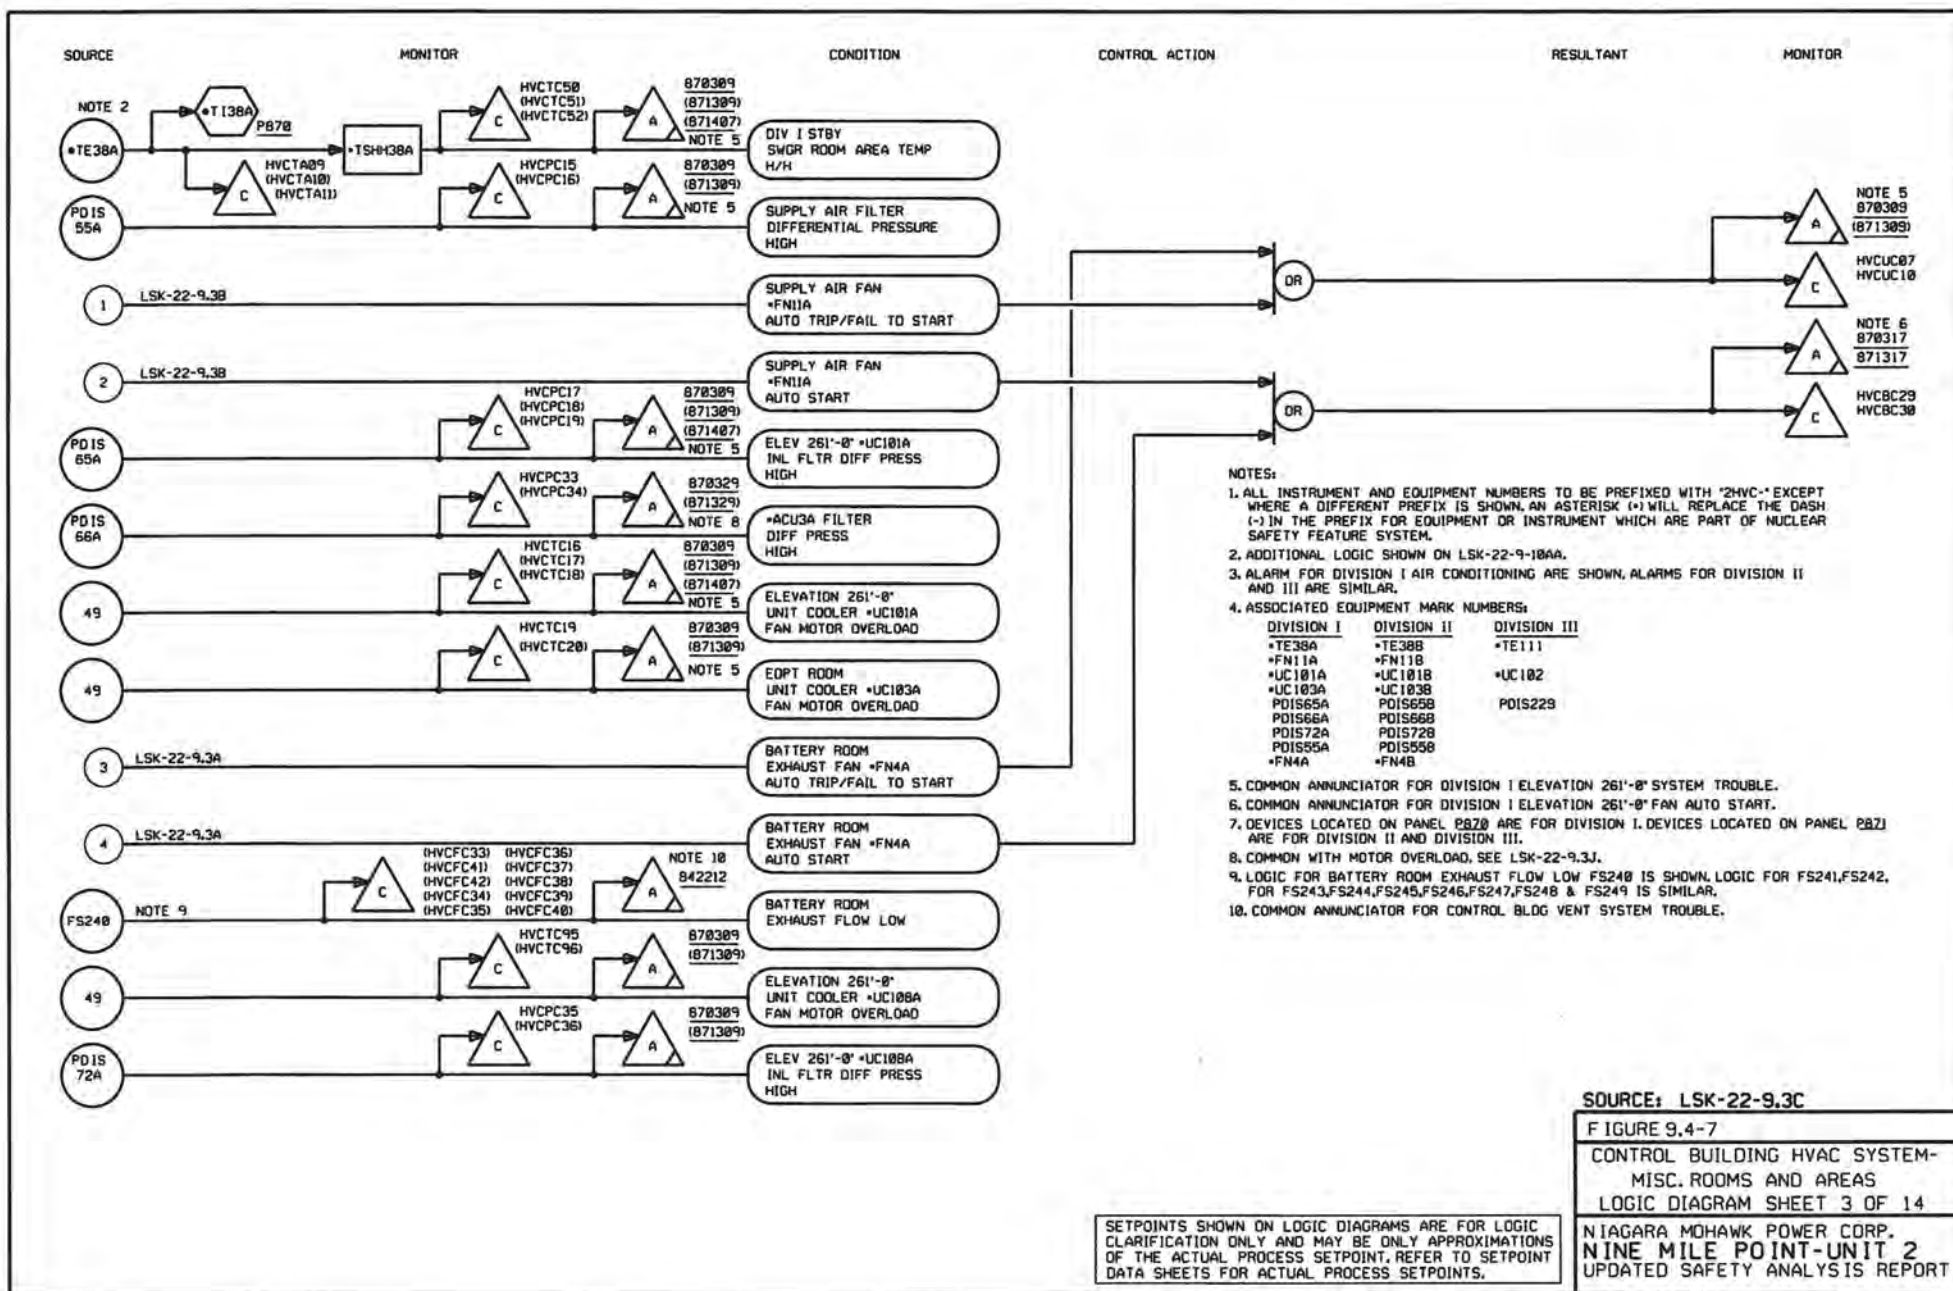 SOURCE MONITOR CONDITION CONTROL ACTION RESULTANT MONITOR
NOTE 2
*TE38A
*TI38A
P870
HVCTA09
(HVCTA10)
(HVCTA11)
C
*TSHH38A
HVCTC50
(HVCTC51)
(HVCTC52)
C
870309
(871309)
(871407)
NOTE 5
A
DIV I STBY
SWGR ROOM AREA TEMP
H/H
PDIS
55A
HVCPC15
(HVCPC16)
C
870309
(871309)
NOTE 5
A
SUPPLY AIR FILTER
DIFFERENTIAL PRESSURE
HIGH
1
LSK-22-9.3B
SUPPLY AIR FAN
*FN11A
AUTO TRIP/FAIL TO START
OR
NOTE 5
870309
(871309)
A
HVCUC07
HVCUC10
C
2
LSK-22-9.3B
SUPPLY AIR FAN
*FN11A
AUTO START
OR
NOTE 6
870317
871317
A
HVCBC29
HVCBC30
C
PDIS
65A
HVCPC17
(HVCPC18)
(HVCPC19)
C
870309
(871309)
(871407)
NOTE 5
A
ELEV 261'-0" *UC101A
INL FLTR DIFF PRESS
HIGH
PDIS
66A
HVCPC33
(HVCPC34)
C
870329
(871329)
NOTE 8
A
*ACU3A FILTER
DIFF PRESS
HIGH
49
HVCTC16
(HVCTC17)
(HVCTC18)
C
870309
(871309)
(871407)
NOTE 5
A
ELEVATION 261'-0"
UNIT COOLER *UC101A
FAN MOTOR OVERLOAD
49
HVCTC19
(HVCTC20)
C
870309
(871309)
NOTE 5
A
EQPT ROOM
UNIT COOLER *UC103A
FAN MOTOR OVERLOAD
3
LSK-22-9.3A
BATTERY ROOM
EXHAUST FAN *FN4A
AUTO TRIP/FAIL TO START
4
LSK-22-9.3A
BATTERY ROOM
EXHAUST FAN *FN4A
AUTO START
FS240
NOTE 9
C
(HVCFC33) (HVCFC36)
(HVCFC41) (HVCFC37)
(HVCFC42) (HVCFC38)
(HVCFC34) (HVCFC39)
(HVCFC35) (HVCFC40)
NOTE 10
842212
A
BATTERY ROOM
EXHAUST FLOW LOW
49
HVCTC95
(HVCTC96)
C
870309
(871309)
A
ELEVATION 261'-0"
UNIT COOLER *UC108A
FAN MOTOR OVERLOAD
PDIS
72A
HVCPC35
(HVCPC36)
C
870309
(871309)
A
ELEV 261'-0" *UC108A
INL FLTR DIFF PRESS
HIGH
NOTES:
1. ALL INSTRUMENT AND EQUIPMENT NUMBERS TO BE PREFIXED WITH "2HVC-" EXCEPT
WHERE A DIFFERENT PREFIX IS SHOWN. AN ASTERISK (*) WILL REPLACE THE DASH
(-) IN THE PREFIX FOR EQUIPMENT OR INSTRUMENT WHICH ARE PART OF NUCLEAR
SAFETY FEATURE SYSTEM.
2. ADDITIONAL LOGIC SHOWN ON LSK-22-9-10AA.
3. ALARM FOR DIVISION I AIR CONDITIONING ARE SHOWN. ALARMS FOR DIVISION II
AND III ARE SIMILAR.
4. ASSOCIATED EQUIPMENT MARK NUMBERS:
DIVISION I DIVISION II DIVISION III
*TE38A *TE38B *TE111
*FN11A *FN11B
*UC101A *UC101B *UC102
*UC103A *UC103B
PDIS65A PDIS65B PDIS229
PDIS66A PDIS66B
PDIS72A PDIS72B
PDIS55A PDIS55B
*FN4A *FN4B
5. COMMON ANNUNCIATOR FOR DIVISION I ELEVATION 261'-0" SYSTEM TROUBLE.
6. COMMON ANNUNCIATOR FOR DIVISION I ELEVATION 261'-0" FAN AUTO START.
7. DEVICES LOCATED ON PANEL P870 ARE FOR DIVISION I. DEVICES LOCATED ON PANEL P871
ARE FOR DIVISION II AND DIVISION III.
8. COMMON WITH MOTOR OVERLOAD, SEE LSK-22-9.3J.
9. LOGIC FOR BATTERY ROOM EXHAUST FLOW LOW FS240 IS SHOWN. LOGIC FOR FS241,FS242,
FOR FS243,FS244,FS245,FS246,FS247,FS248 & FS249 IS SIMILAR.
10. COMMON ANNUNCIATOR FOR CONTROL BLDG VENT SYSTEM TROUBLE.
SOURCE: LSK-22-9.3C
FIGURE 9.4-7
CONTROL BUILDING HVAC SYSTEM-
MISC. ROOMS AND AREAS
LOGIC DIAGRAM SHEET 3 OF 14
NIAGARA MOHAWK POWER CORP.
NINE MILE POINT-UNIT 2
UPDATED SAFETY ANALYSIS REPORT
SETPOINTS SHOWN ON LOGIC DIAGRAMS ARE FOR LOGIC
CLARIFICATION ONLY AND MAY BE ONLY APPROXIMATIONS
OF THE ACTUAL PROCESS SETPOINT. REFER TO SETPOINT
DATA SHEETS FOR ACTUAL PROCESS SETPOINTS.